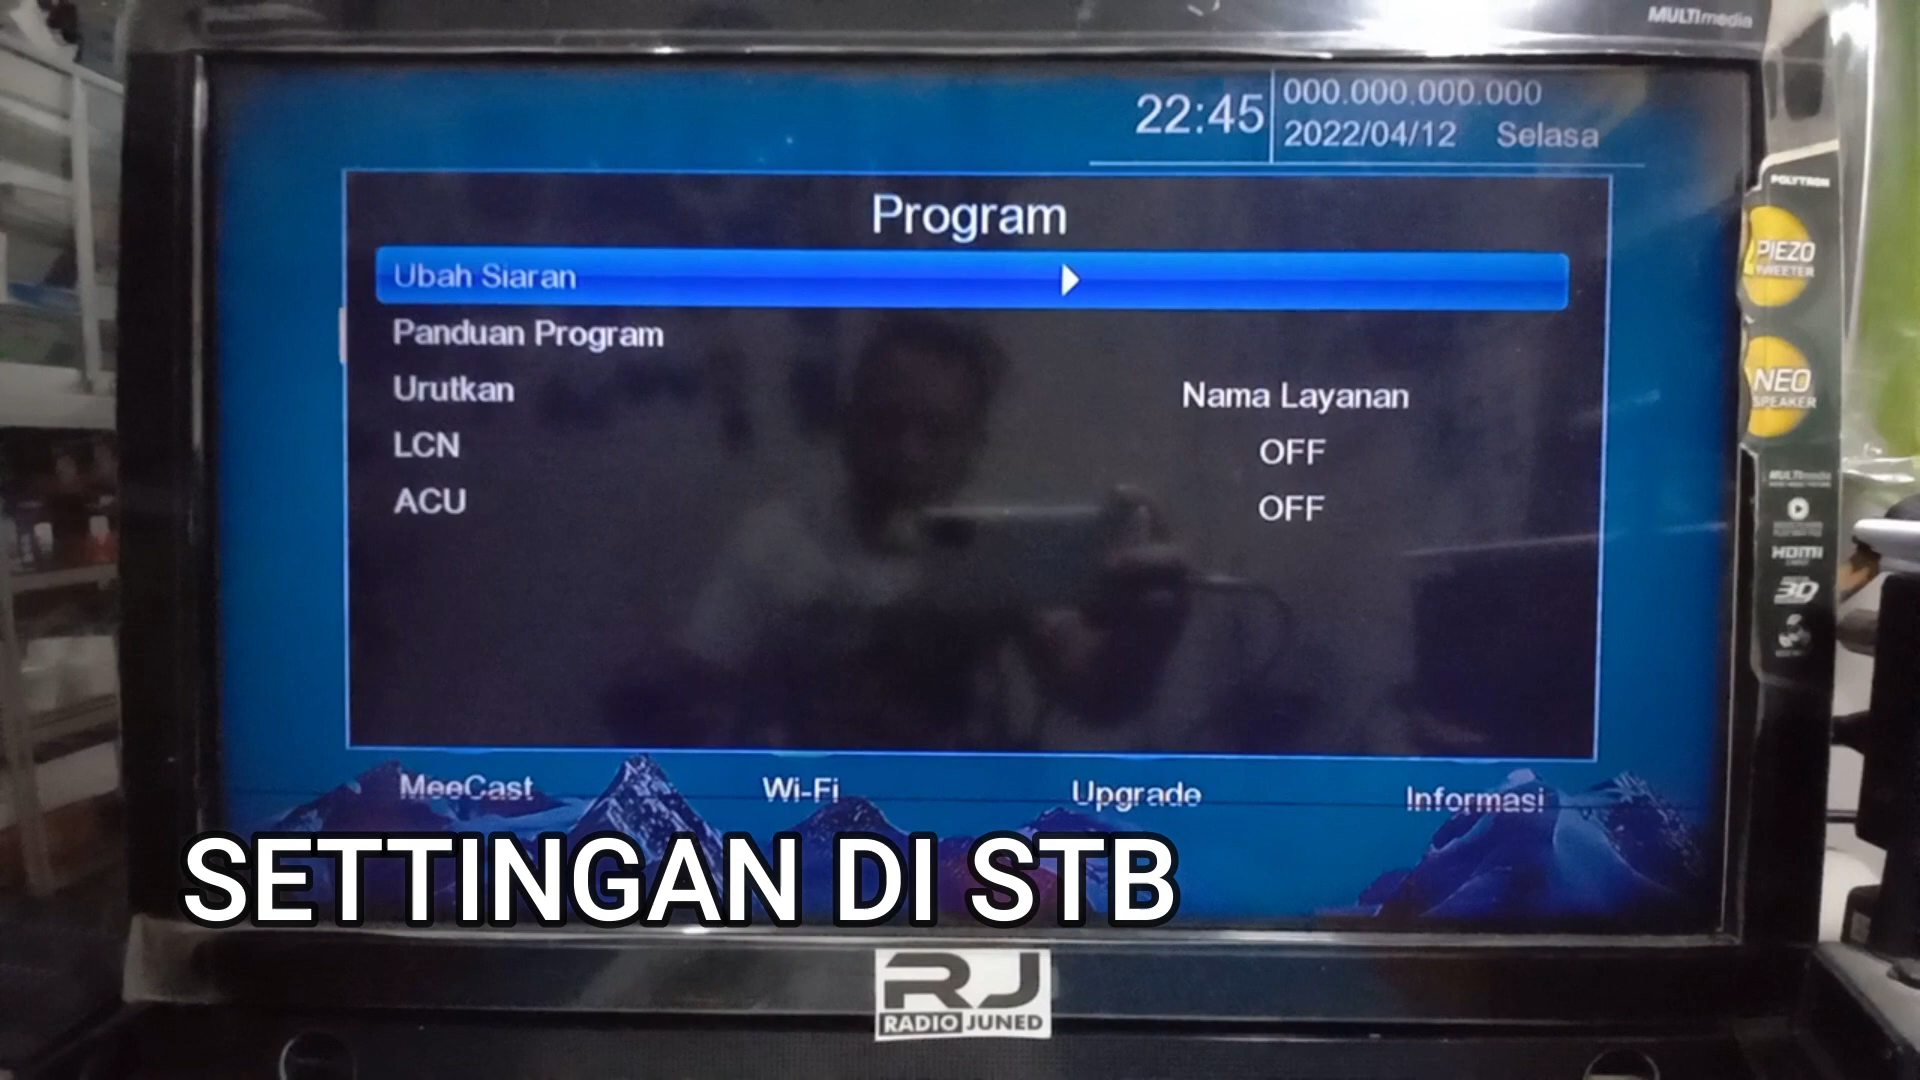 MULTImedia
22:45
000.000.000.000
2022/04/12 Selasa
Program
Ubah Siaran
Panduan Program
Urutkan Nama Layanan
LCN OFF
ACU OFF
MeeCast Wi-Fi Upgrade Informasi
SETTINGAN DI STB
RJ
RADIO JUNED
POLYTRON
PIEZO
TWEETER
NEO
SPEAKER
MULTImedia
HDMI
3D